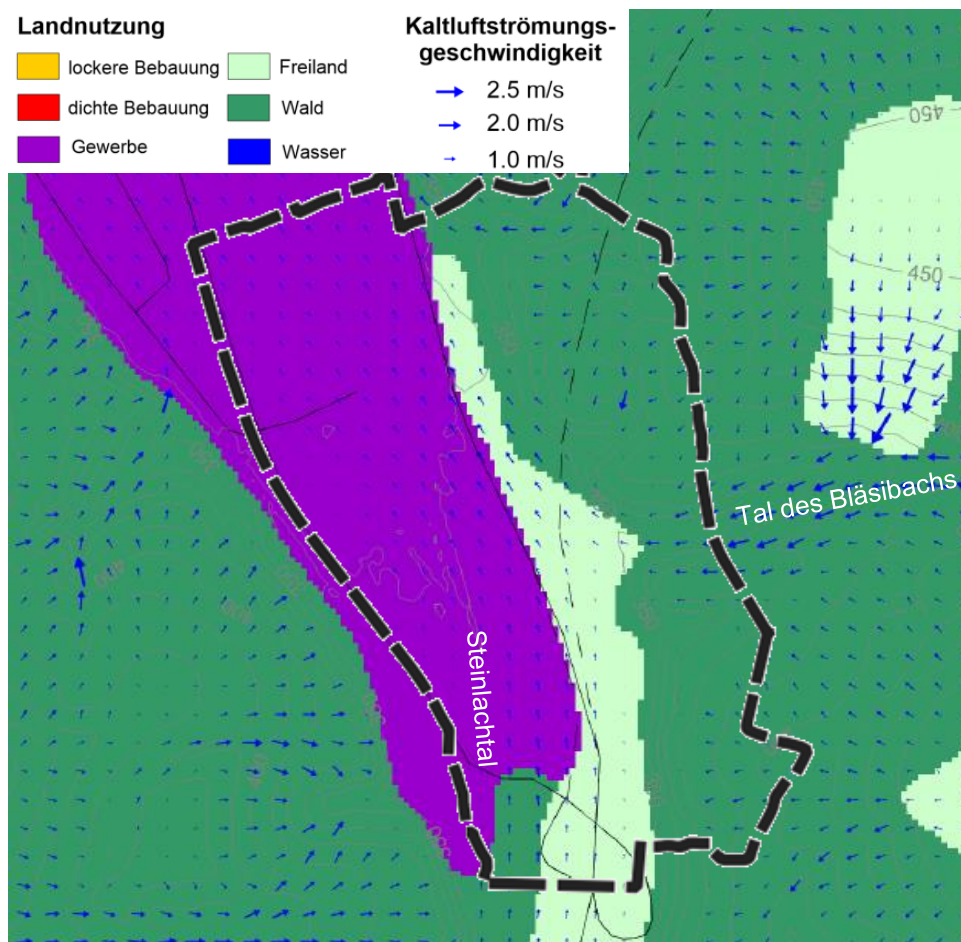 Landnutzung
lockere Bebauung
dichte Bebauung
Gewerbe
Freiland
Wald
Wasser
Kaltluftströmungs-
geschwindigkeit
2.5 m/s
2.0 m/s
1.0 m/s
450
450
Tal des Bläsibachs
Steinlachtal